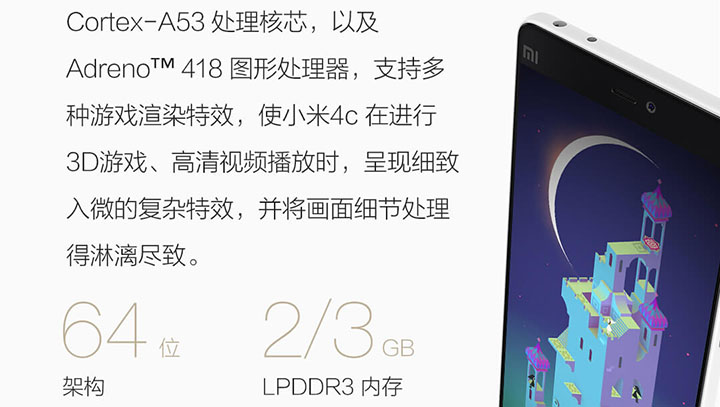 Cortex-A53 处理核芯，以及
Adreno™ 418 图形处理器，支持多
种游戏渲染特效，使小米4c 在进行
3D游戏、高清视频播放时，呈现细致
入微的复杂特效，并将画面细节处理
得淋漓尽致。
64 位
架构
2/3 GB
LPDDR3 内存
MI